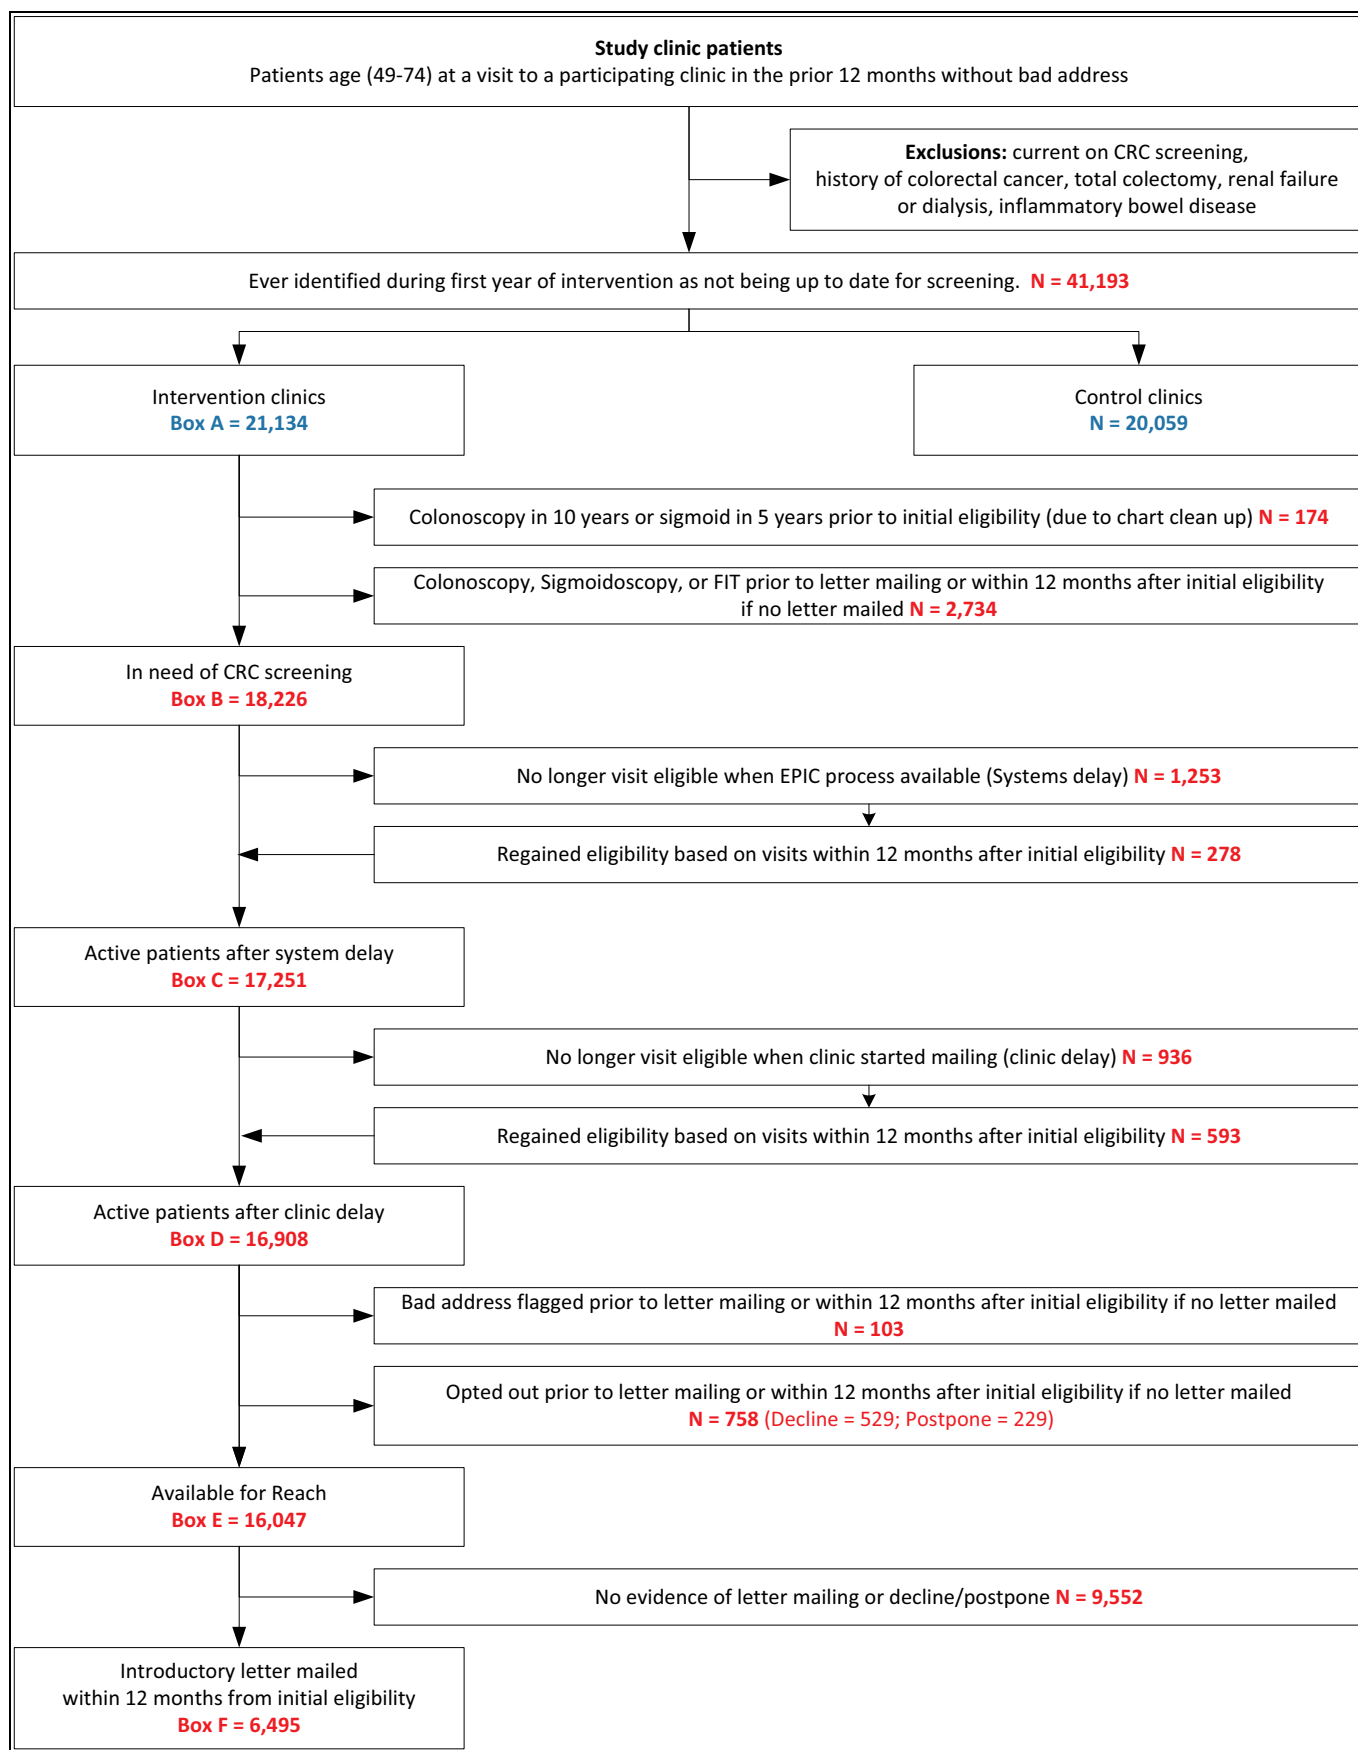 Study clinic patients
Patients age (49-74) at a visit to a participating clinic in the prior 12 months without bad address
Exclusions: current on CRC screening,
history of colorectal cancer, total colectomy, renal failure
or dialysis, inflammatory bowel disease
Ever identified during first year of intervention as not being up to date for screening. N = 41,193
Intervention clinics
Box A = 21,134
Control clinics
N = 20,059
Colonoscopy in 10 years or sigmoid in 5 years prior to initial eligibility (due to chart clean up) N = 174
Colonoscopy, Sigmoidoscopy, or FIT prior to letter mailing or within 12 months after initial eligibility
if no letter mailed N = 2,734
In need of CRC screening
Box B = 18,226
No longer visit eligible when EPIC process available (Systems delay) N = 1,253
Regained eligibility based on visits within 12 months after initial eligibility N = 278
Active patients after system delay
Box C = 17,251
No longer visit eligible when clinic started mailing (clinic delay) N = 936
Regained eligibility based on visits within 12 months after initial eligibility N = 593
Active patients after clinic delay
Box D = 16,908
Bad address flagged prior to letter mailing or within 12 months after initial eligibility if no letter mailed
N = 103
Opted out prior to letter mailing or within 12 months after initial eligibility if no letter mailed
N = 758 (Decline = 529; Postpone = 229)
Available for Reach
Box E = 16,047
No evidence of letter mailing or decline/postpone N = 9,552
Introductory letter mailed
within 12 months from initial eligibility
Box F = 6,495